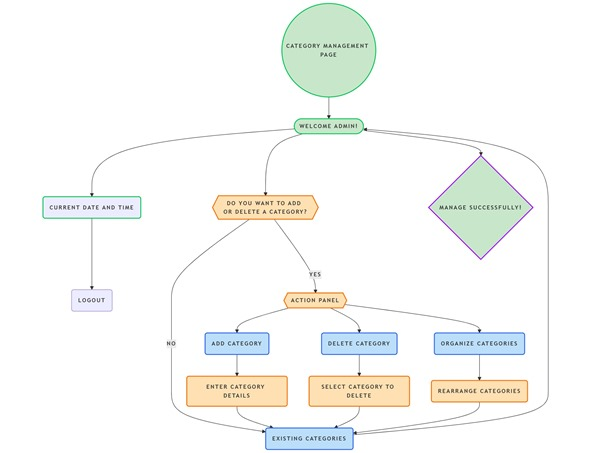 CATEGORY MANAGEMENT
PAGE
WELCOME ADMIN!
CURRENT DATE AND TIME
DO YOU WANT TO ADD
OR DELETE A CATEGORY?
MANAGE SUCCESSFULLY!
YES
LOGOUT
ACTION PANEL
NO
ADD CATEGORY
DELETE CATEGORY
ORGANIZE CATEGORIES
ENTER CATEGORY
DETAILS
SELECT CATEGORY TO
DELETE
REARRANGE CATEGORIES
EXISTING CATEGORIES